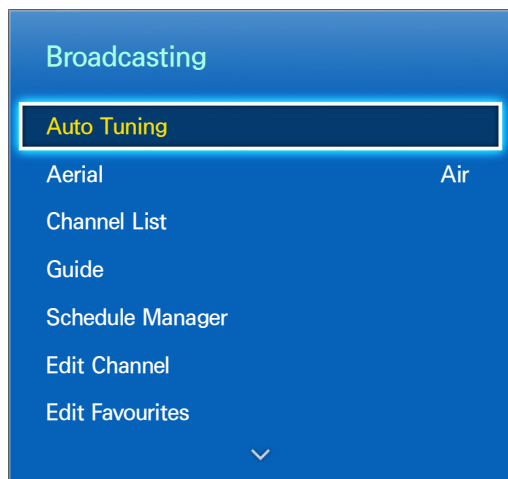 Broadcasting
Auto Tuning
Aerial Air
Channel List
Guide
Schedule Manager
Edit Channel
Edit Favourites